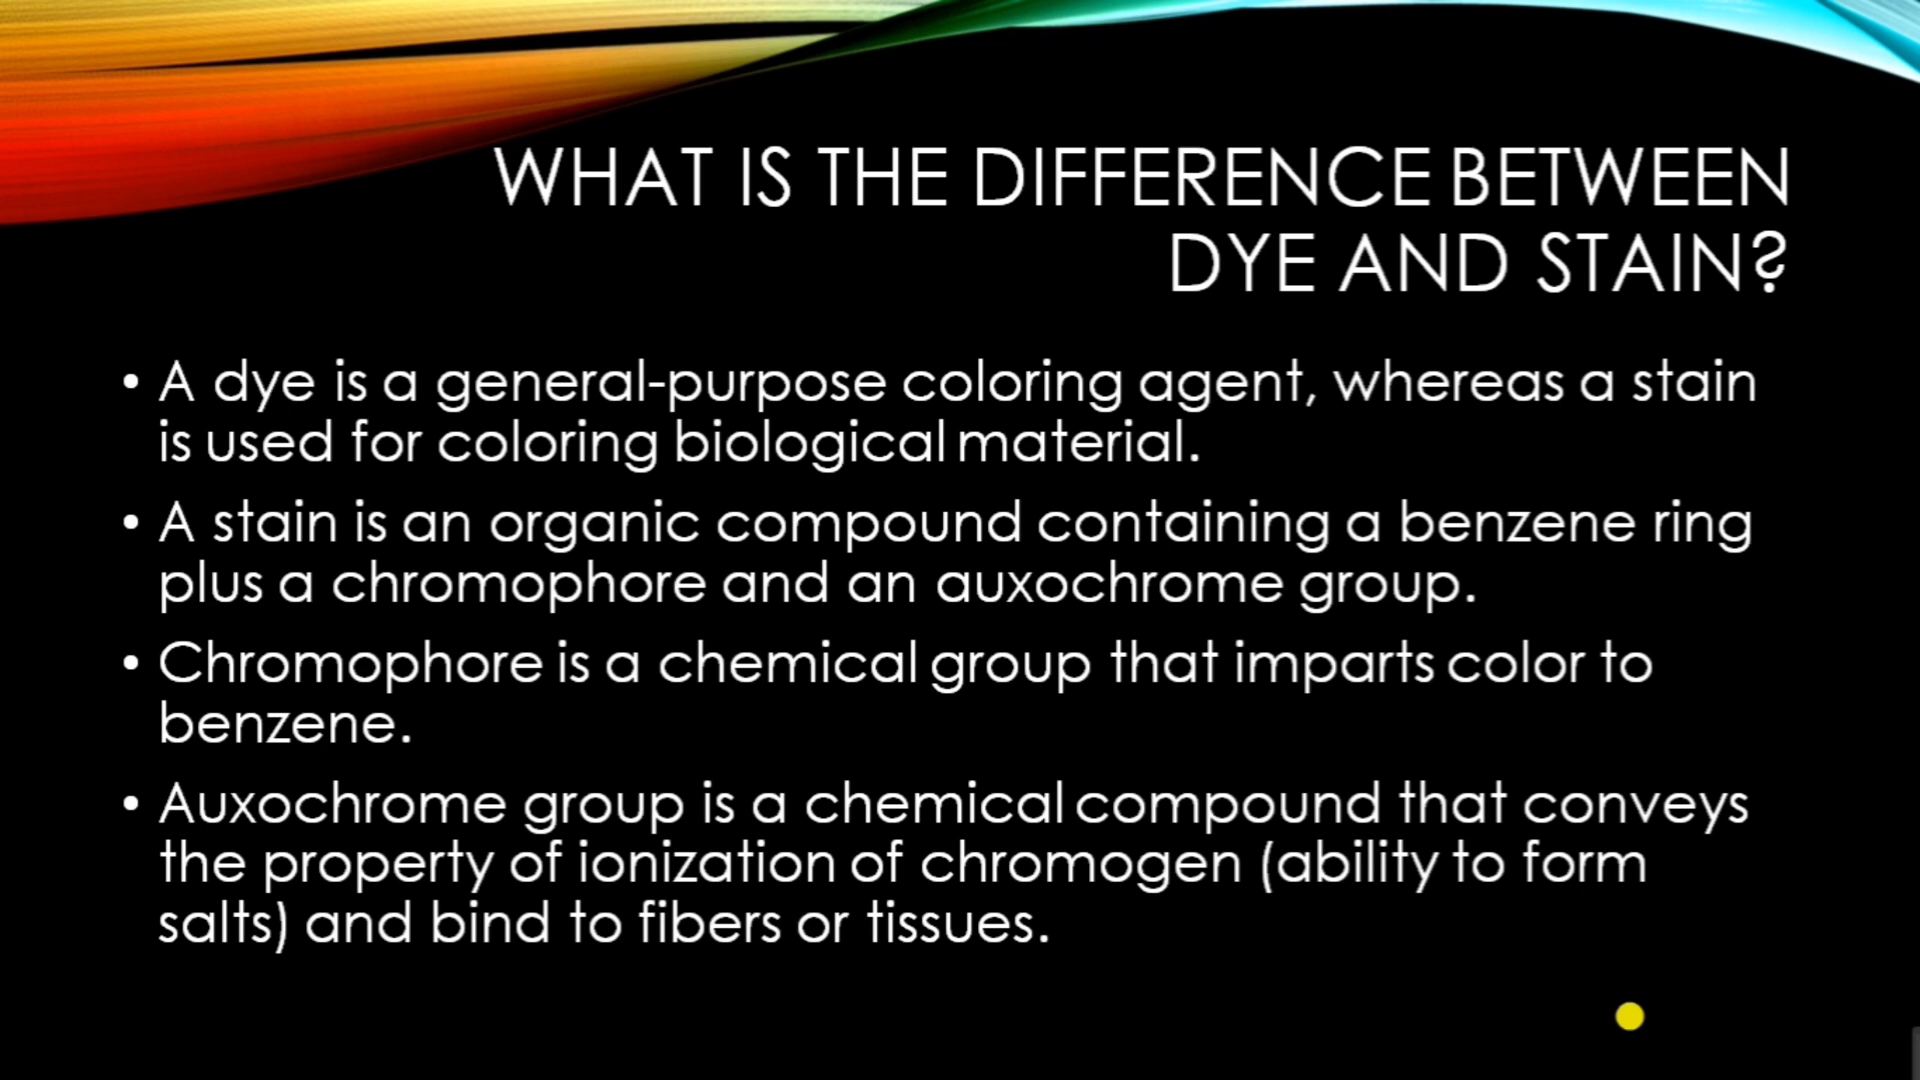 WHAT IS THE DIFFERENCE BETWEEN
DYE AND STAIN?
• A dye is a general-purpose coloring agent, whereas a stain
is used for coloring biological material.
• A stain is an organic compound containing a benzene ring
plus a chromophore and an auxochrome group.
• Chromophore is a chemical group that imparts color to
benzene.
• Auxochrome group is a chemical compound that conveys
the property of ionization of chromogen (ability to form
salts) and bind to fibers or tissues.